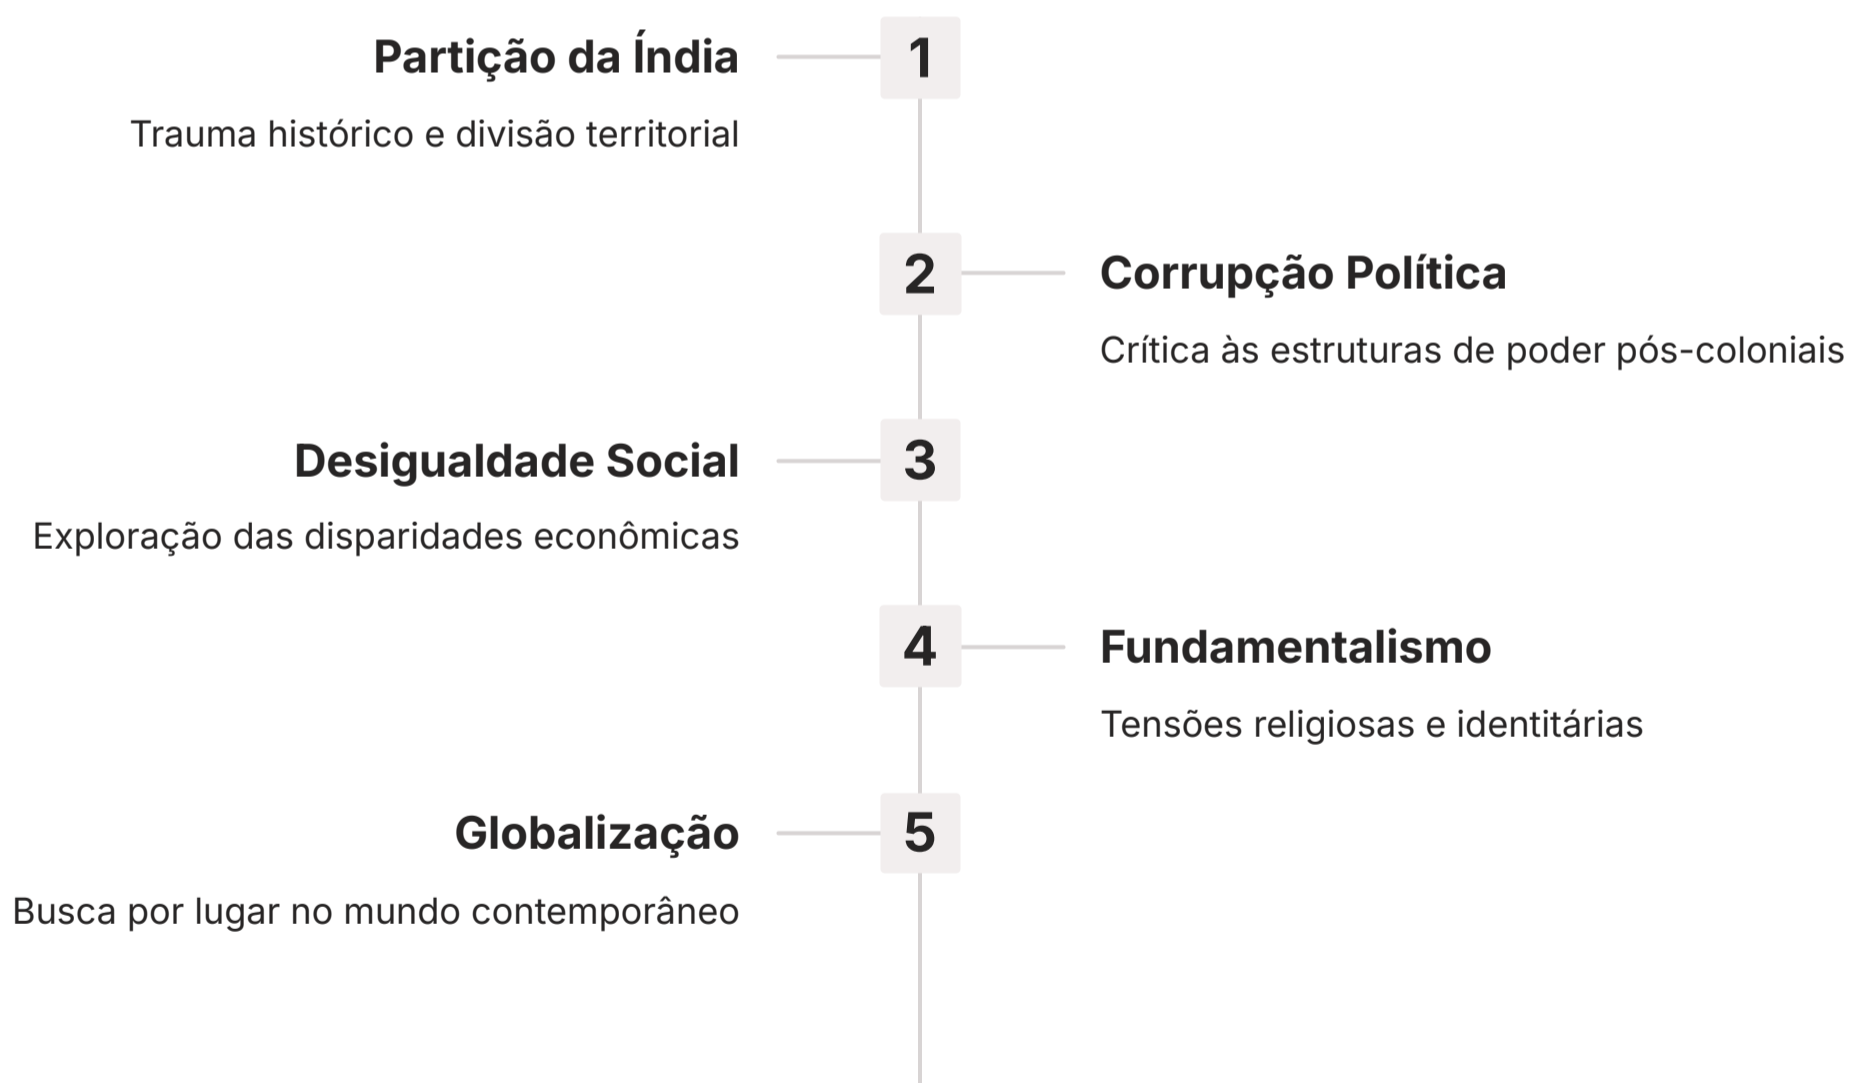 Partição da Índia
1
Trauma histórico e divisão territorial
2
Corrupção Política
Crítica às estruturas de poder pós-coloniais
Desigualdade Social
3
Exploração das disparidades econômicas
4
Fundamentalismo
Tensões religiosas e identitárias
Globalização
5
Busca por lugar no mundo contemporâneo